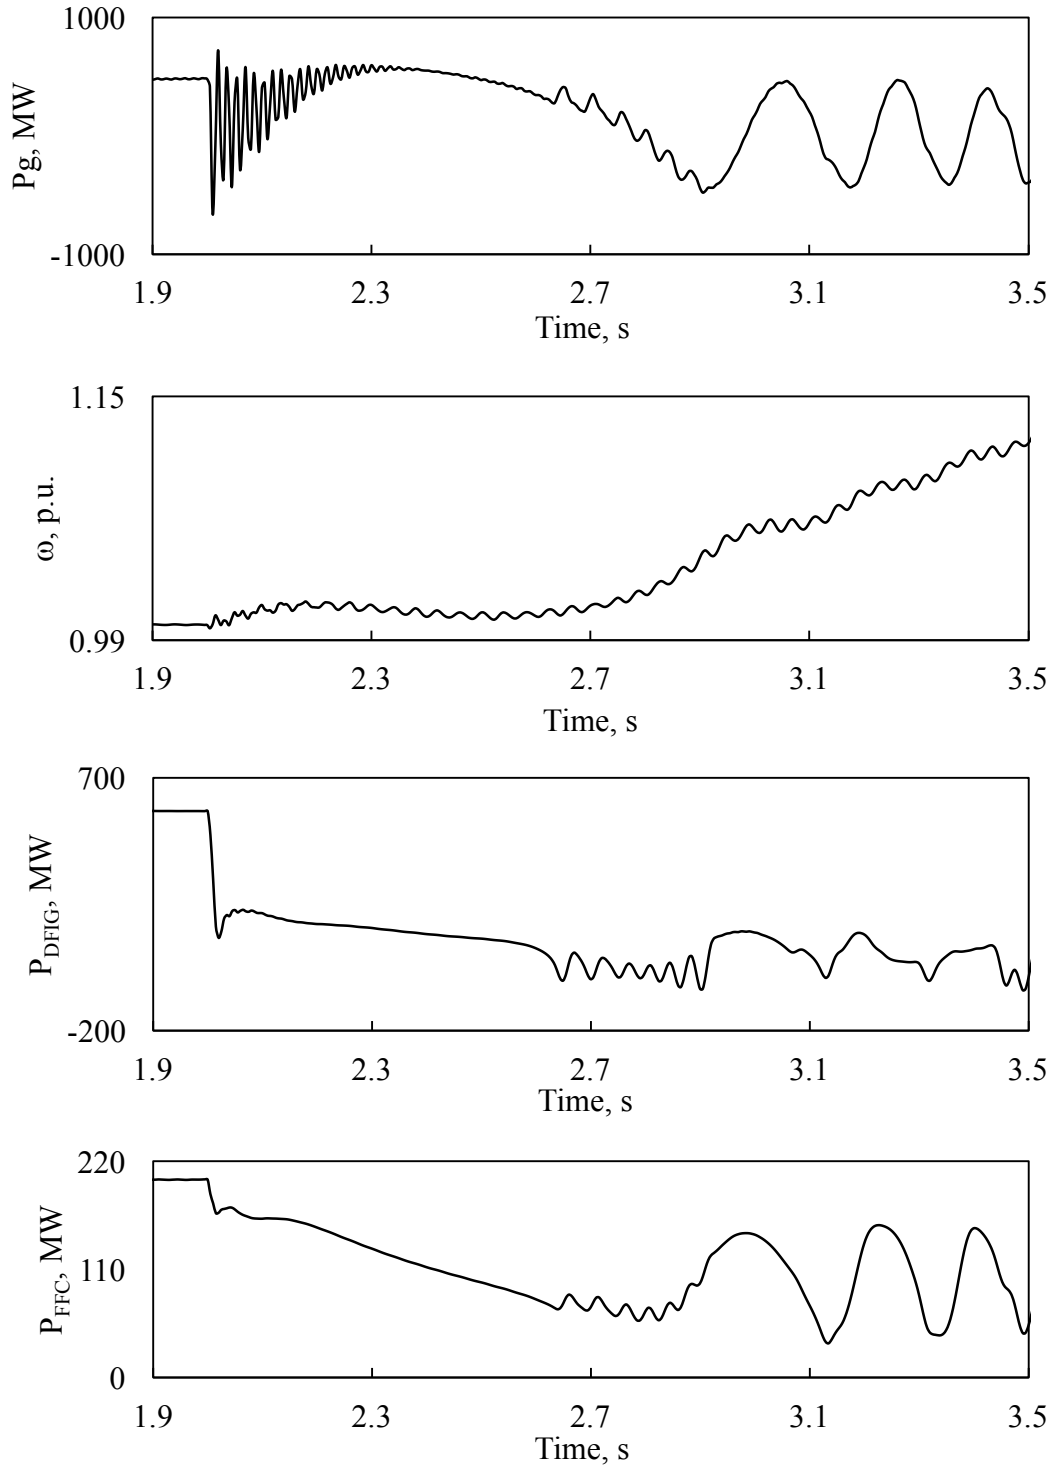 1000
Pg, MW
-1000
1.9 2.3 2.7 3.1 3.5
Time, s
1.15
ω, p.u.
0.99
1.9 2.3 2.7 3.1 3.5
Time, s
700
P_DFIG, MW
-200
1.9 2.3 2.7 3.1 3.5
Time, s
220
P_FFC, MW
110
0
1.9 2.3 2.7 3.1 3.5
Time, s